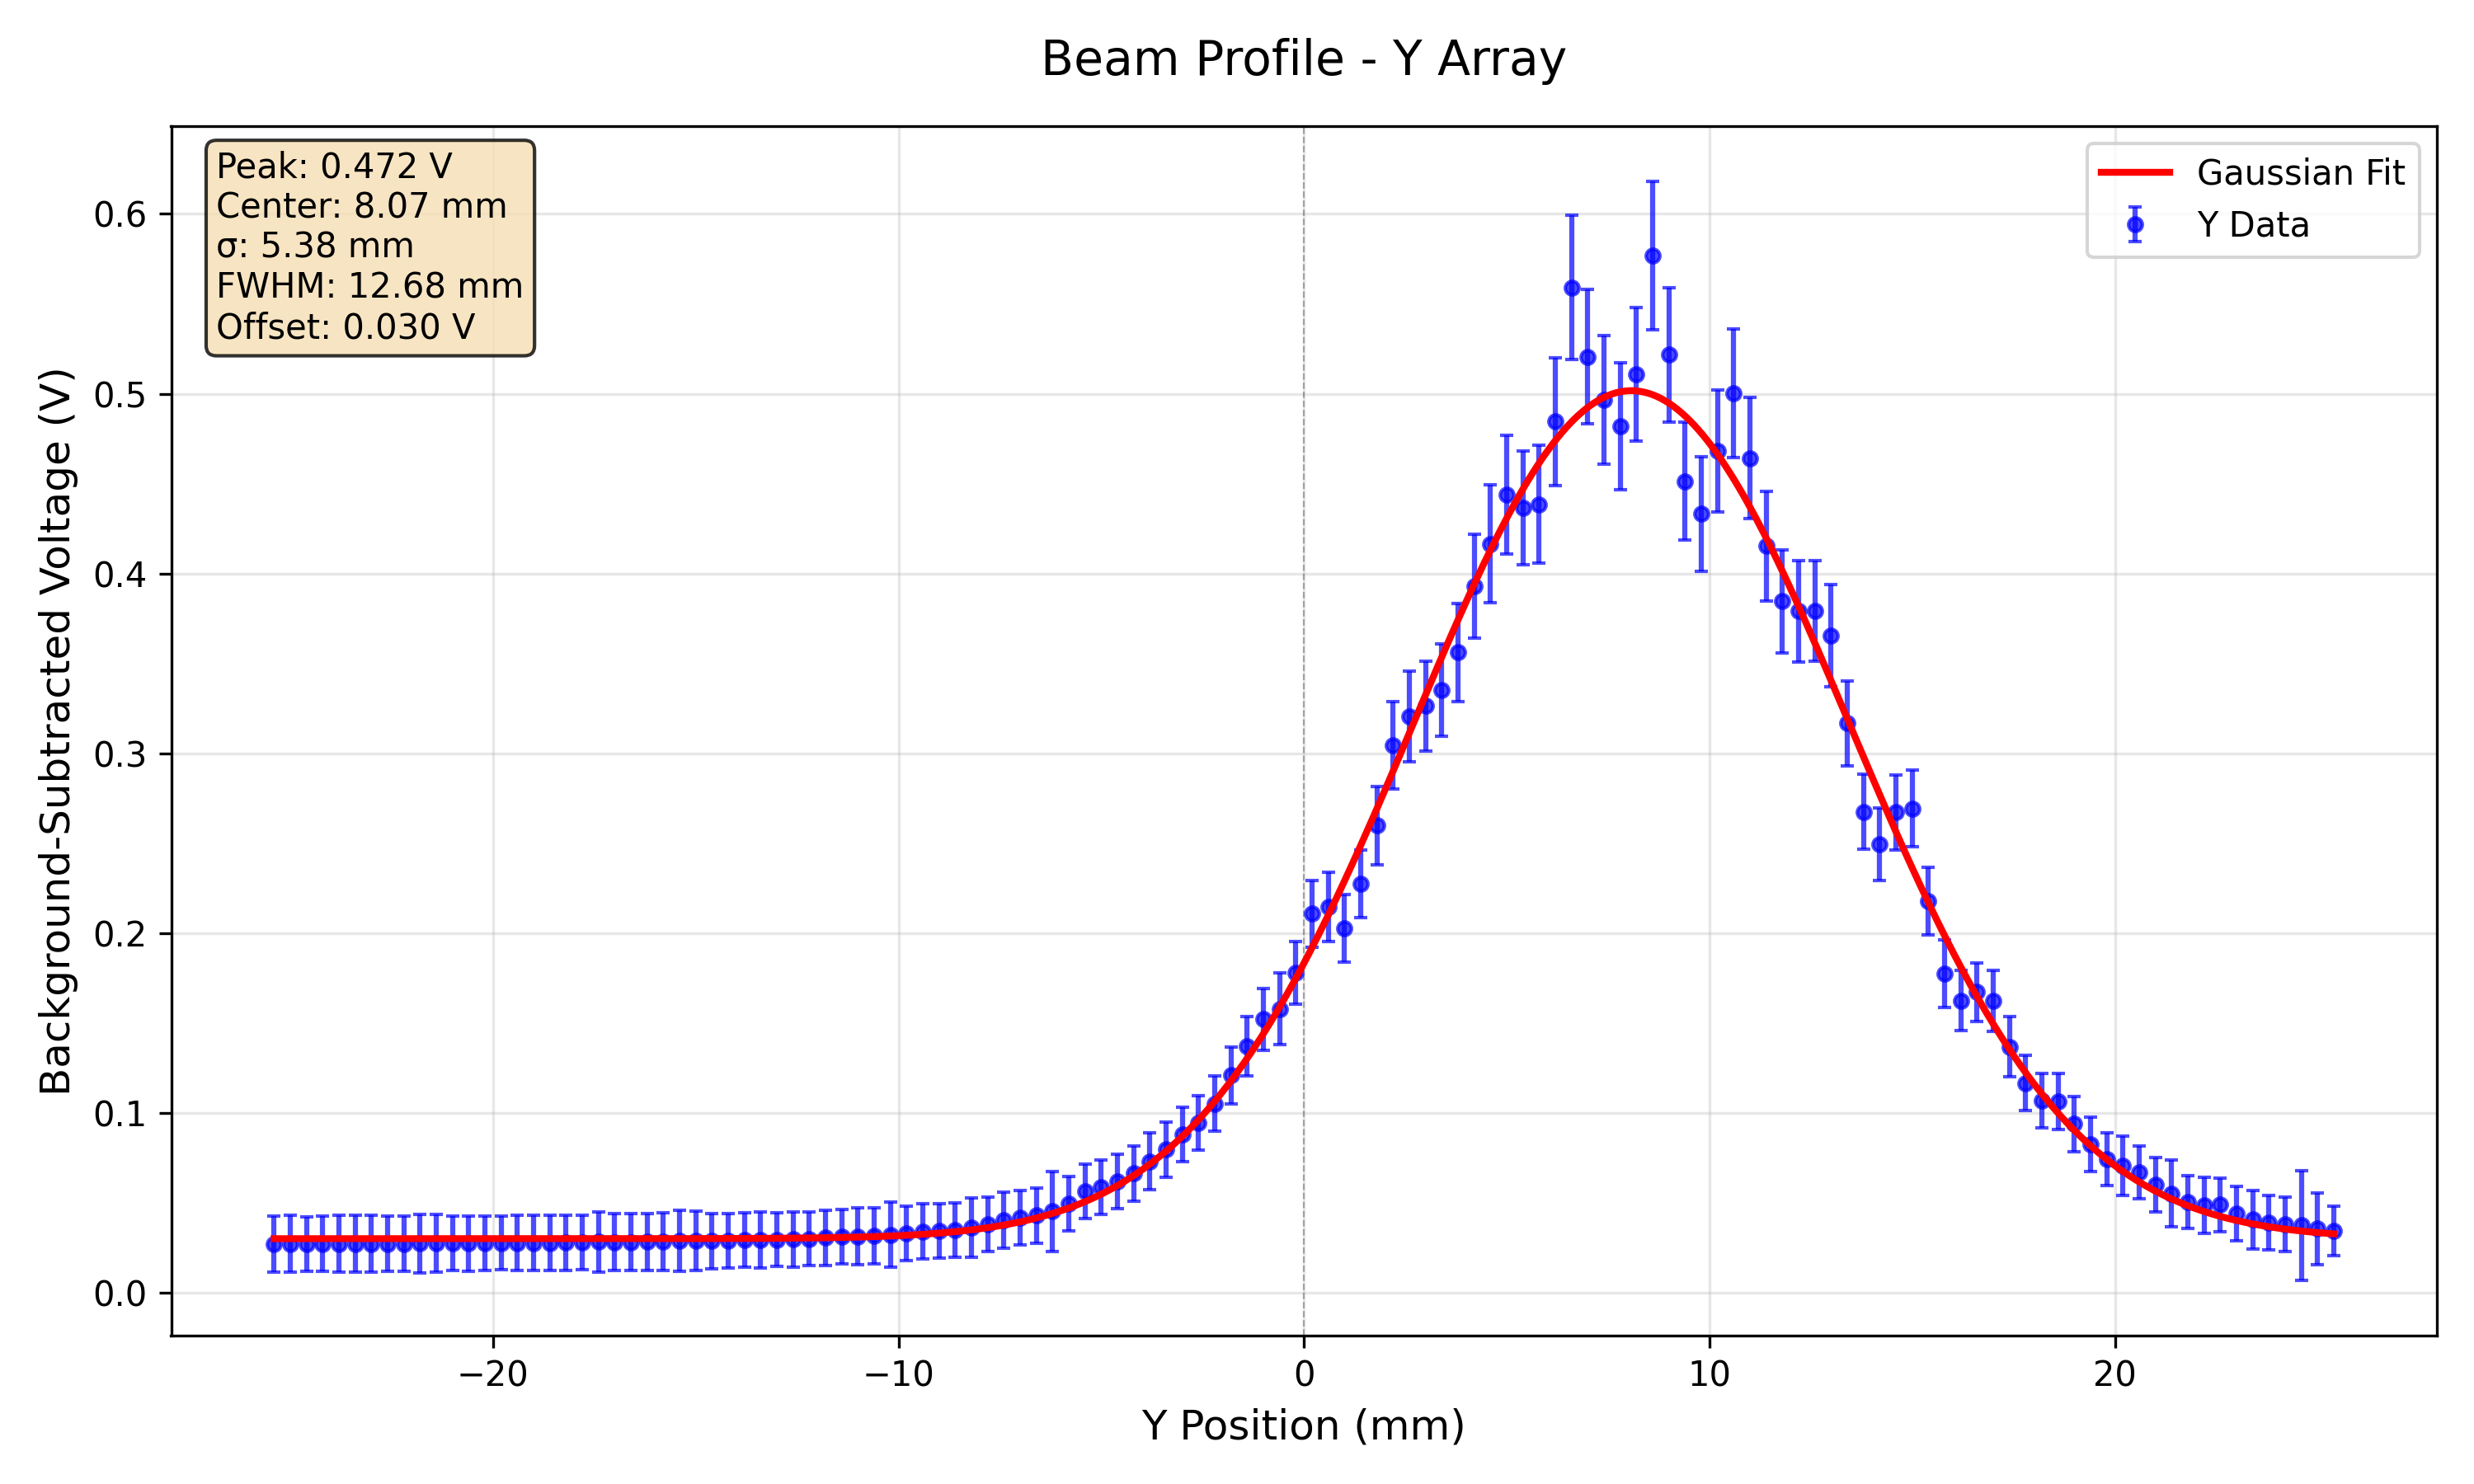 Beam Profile - Y Array
Peak: 0.472 V
Center: 8.07 mm
σ: 5.38 mm
FWHM: 12.68 mm
Offset: 0.030 V
Gaussian Fit
Y Data
Background-Subtracted Voltage (V)
0.6
0.5
0.4
0.3
0.2
0.1
0.0
−20 −10 0 10 20
Y Position (mm)